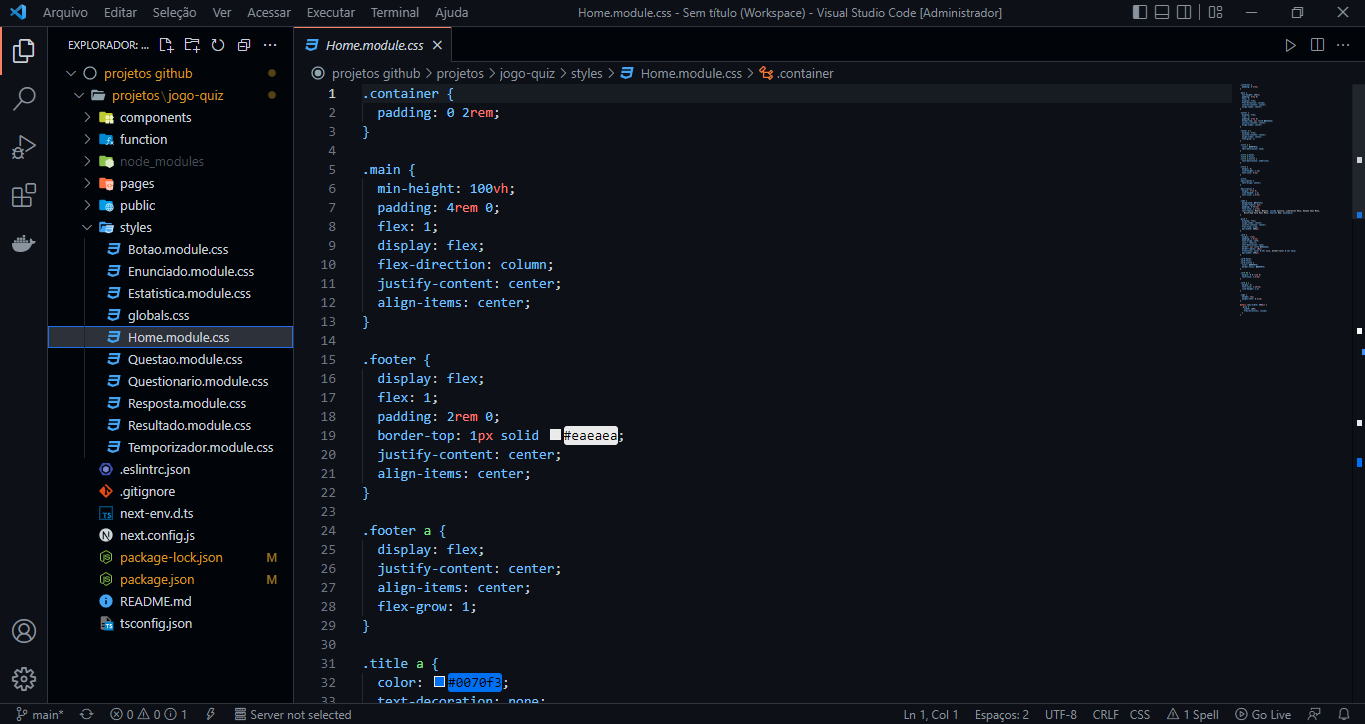 Arquivo Editar Seleção Ver Acessar Executar Terminal Ajuda
Home.module.css - Sem título (Workspace) - Visual Studio Code [Administrador]
EXPLORADOR: ...
projetos github
projetos\jogo-quiz
components
function
node_modules
pages
public
styles
Botao.module.css
Enunciado.module.css
Estatistica.module.css
globals.css
Home.module.css
Questao.module.css
Questionario.module.css
Resposta.module.css
Resultado.module.css
Temporizador.module.css
.eslintrc.json
.gitignore
next-env.d.ts
next.config.js
package-lock.json M
package.json M
README.md
tsconfig.json
Home.module.css
projetos github > projetos > jogo-quiz > styles > Home.module.css > .container
1 .container {
2 padding: 0 2rem;
3 }
4
5 .main {
6 min-height: 100vh;
7 padding: 4rem 0;
8 flex: 1;
9 display: flex;
10 flex-direction: column;
11 justify-content: center;
12 align-items: center;
13 }
14
15 .footer {
16 display: flex;
17 flex: 1;
18 padding: 2rem 0;
19 border-top: 1px solid #eaeaea;
20 justify-content: center;
21 align-items: center;
22 }
23
24 .footer a {
25 display: flex;
26 justify-content: center;
27 align-items: center;
28 flex-grow: 1;
29 }
30
31 .title a {
32 color: #0070f3;
33 text-decoration: none;
main* 0 0 1 Server not selected
Ln 1, Col 1 Espaços: 2 UTF-8 CRLF CSS 1 Spell Go Live